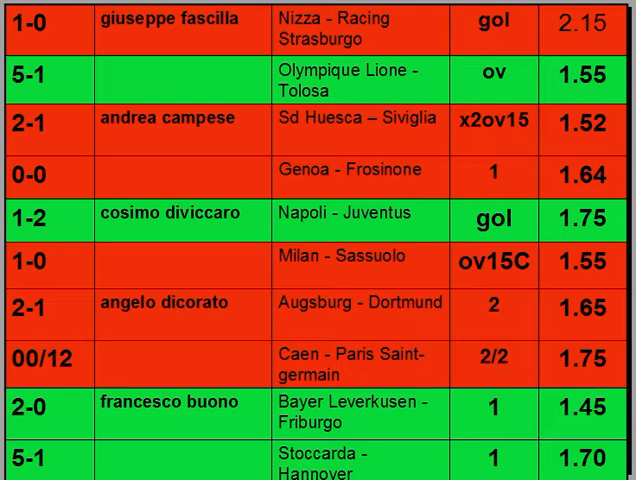 1-0 giuseppe fascilla Nizza - Racing gol 2.15
Strasburgo
5-1 Olympique Lione - ov 1.55
Tolosa
2-1 andrea campese Sd Huesca – Siviglia x2ov15 1.52
0-0 Genoa - Frosinone 1 1.64
1-2 cosimo diviccaro Napoli - Juventus gol 1.75
1-0 Milan - Sassuolo ov15C 1.55
2-1 angelo dicorato Augsburg - Dortmund 2 1.65
00/12 Caen - Paris Saint- 2/2 1.75
germain
2-0 francesco buono Bayer Leverkusen - 1 1.45
Friburgo
5-1 Stoccarda - 1 1.70
Hannover